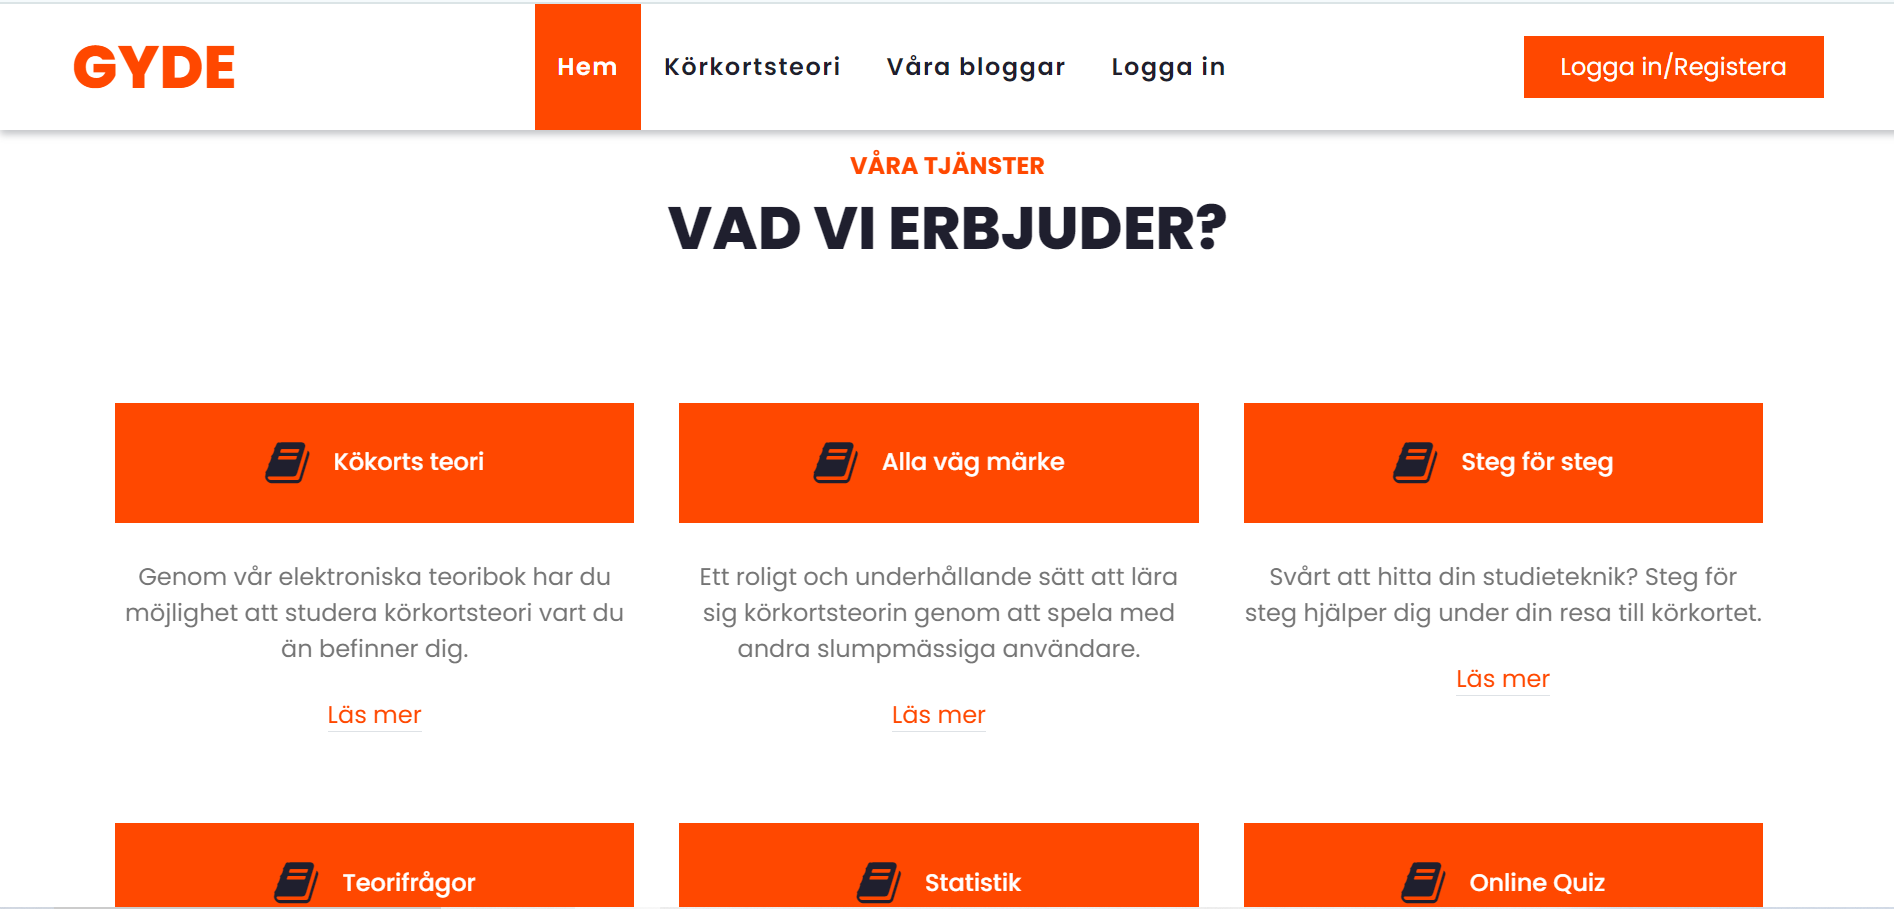 GYDE
Hem
Körkortsteori
Våra bloggar
Logga in
Logga in/Registera
VÅRA TJÄNSTER
VAD VI ERBJUDER?
Kökorts teori
Genom vår elektroniska teoribok har du
möjlighet att studera körkortsteori vart du
än befinner dig.
Läs mer
Alla väg märke
Ett roligt och underhållande sätt att lära
sig körkortsteorin genom att spela med
andra slumpmässiga användare.
Läs mer
Steg för steg
Svårt att hitta din studieteknik? Steg för
steg hjälper dig under din resa till körkortet.
Läs mer
Teorifrågor
Statistik
Online Quiz